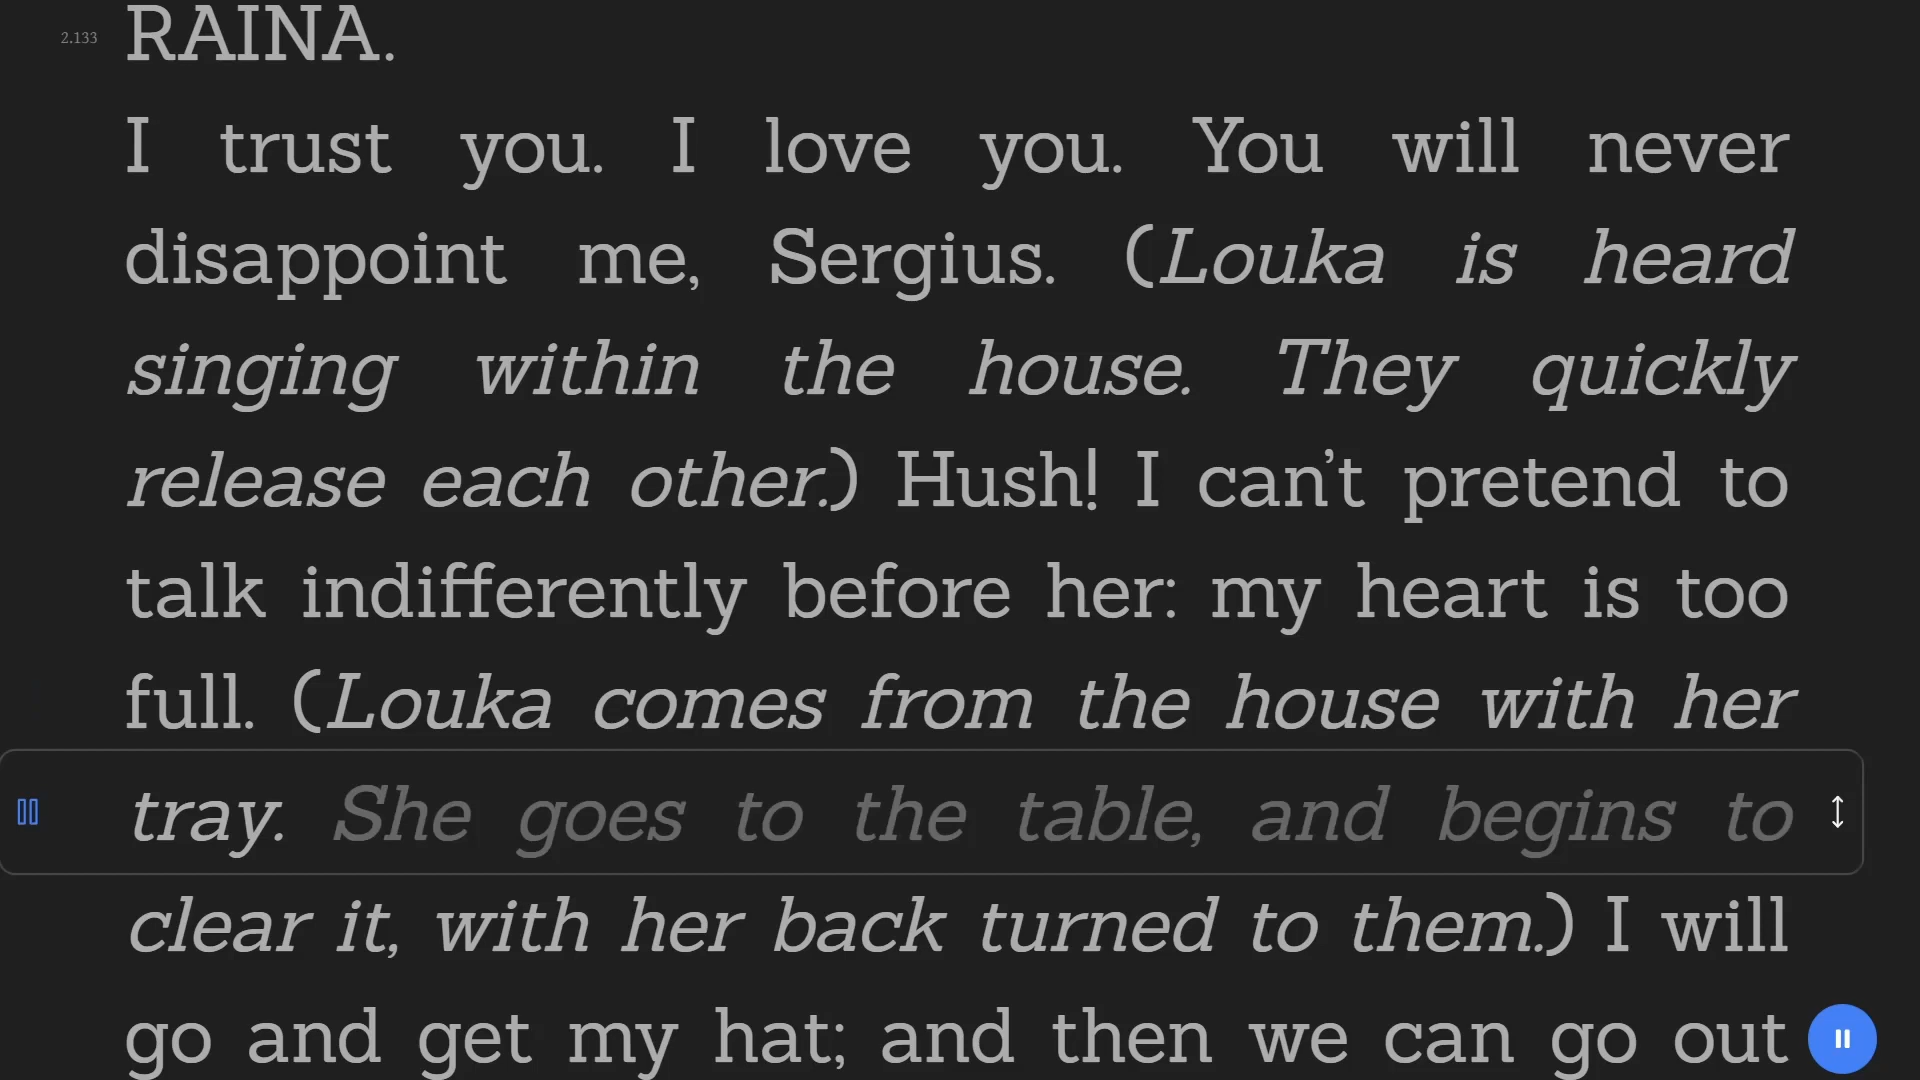 2.133 RAINA.
I trust you. I love you. You will never
disappoint me, Sergius. (Louka is heard
singing within the house. They quickly
release each other.) Hush! I can’t pretend to
talk indifferently before her: my heart is too
full. (Louka comes from the house with her
tray. She goes to the table, and begins to
clear it, with her back turned to them.) I will
go and get my hat; and then we can go out